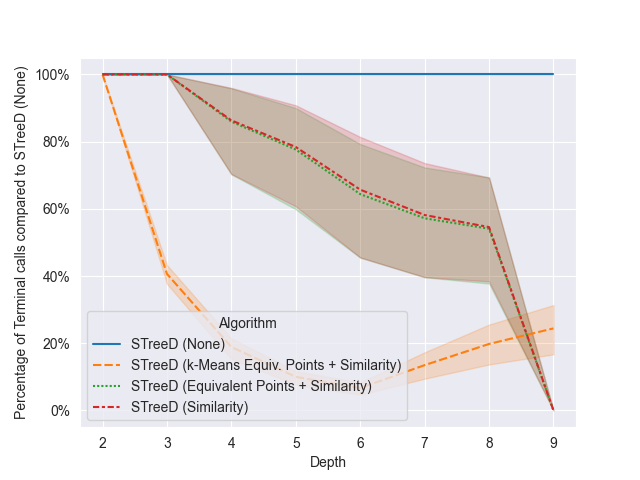 Percentage of Terminal calls compared to STreeD (None)
100%
80%
60%
40%
20%
0%
Algorithm
STreeD (None)
STreeD (k-Means Equiv. Points + Similarity)
STreeD (Equivalent Points + Similarity)
STreeD (Similarity)
2 3 4 5 6 7 8 9
Depth